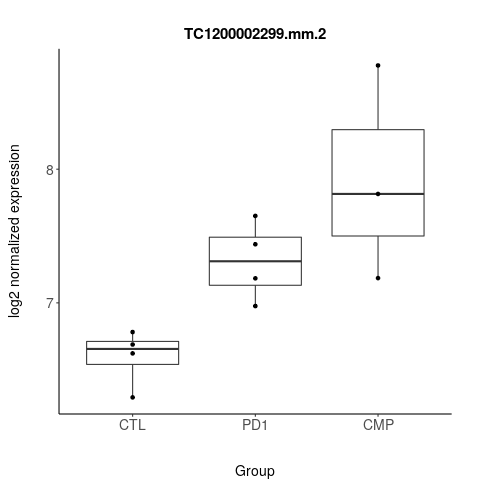 TC1200002299.mm.2
log2 normalized expression
8
7
CTL
PD1
CMP
Group